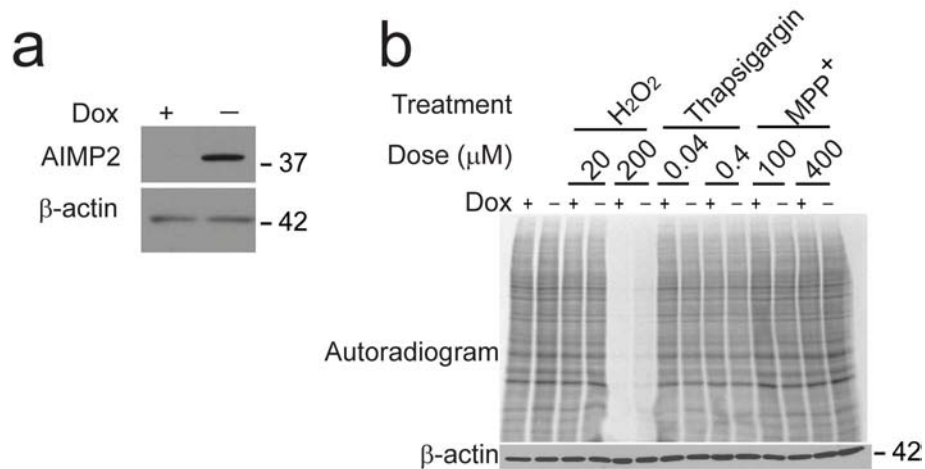 a
Dox + –
AIMP2 - 37
β-actin - 42
b
Treatment H₂O₂ Thapsigargin MPP⁺
Dose (μM) 20 200 0.04 0.4 100 400
Dox + – + – + – + – + – + – + –
Autoradiogram
β-actin - 42